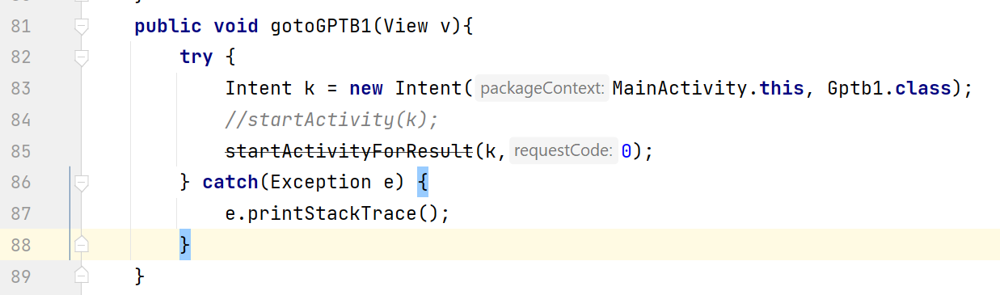 81 public void gotoGPTB1(View v){
82 try {
83 Intent k = new Intent( packageContext: MainActivity.this, Gptb1.class);
84 //startActivity(k);
85 startActivityForResult(k, requestCode: 0);
86 } catch(Exception e) {
87 e.printStackTrace();
88 }
89 }